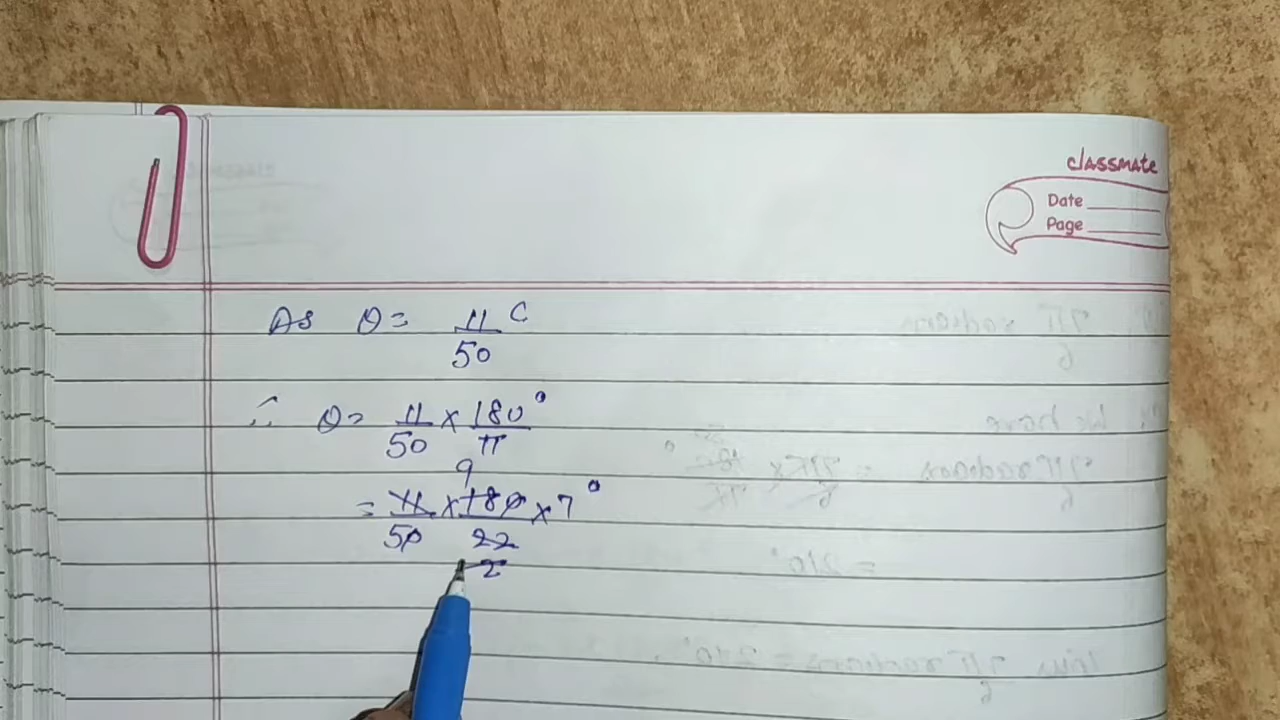 classmate
Date
Page
As θ = 11/50 ᶜ
∴ θ = 11/50 × 180°/π
9
= 11/50 × 180/22 × 7°
2